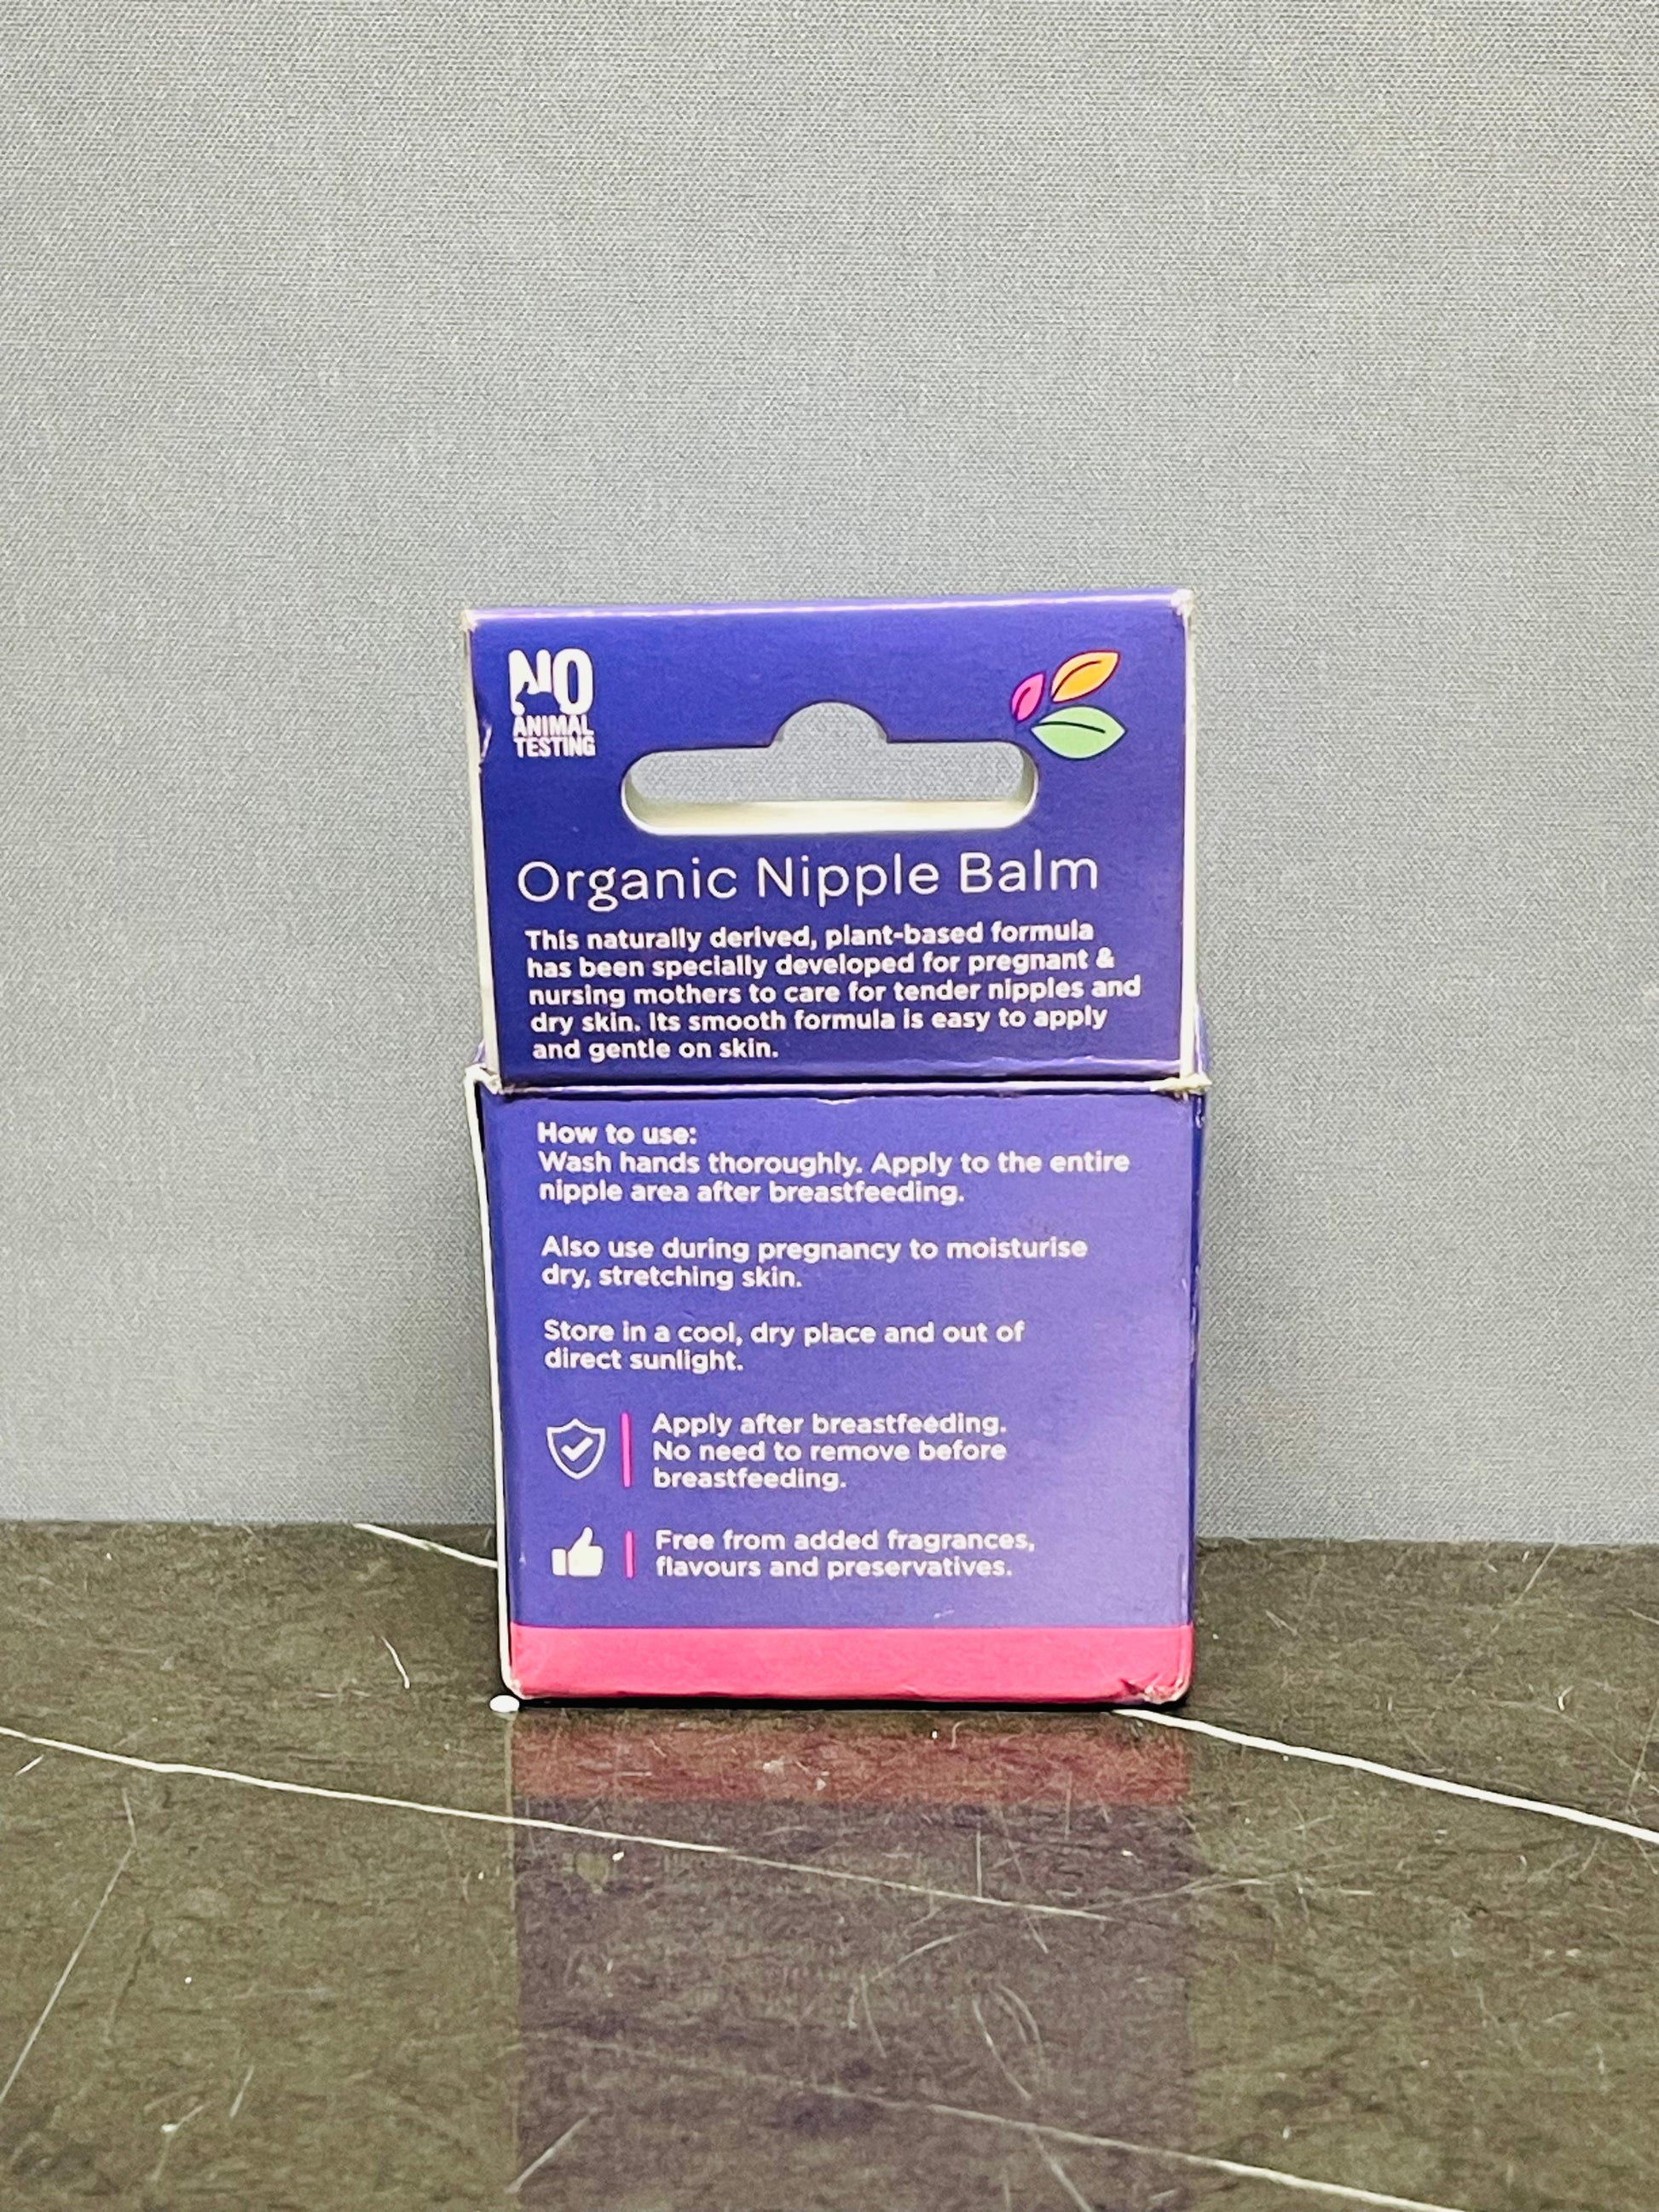 NO
ANIMAL
TESTING
Organic Nipple Balm
This naturally derived, plant-based formula
has been specially developed for pregnant &
nursing mothers to care for tender nipples and
dry skin. Its smooth formula is easy to apply
and gentle on skin.
How to use:
Wash hands thoroughly. Apply to the entire
nipple area after breastfeeding.
Also use during pregnancy to moisturise
dry, stretching skin.
Store in a cool, dry place and out of
direct sunlight.
Apply after breastfeeding.
No need to remove before
breastfeeding.
Free from added fragrances,
flavours and preservatives.